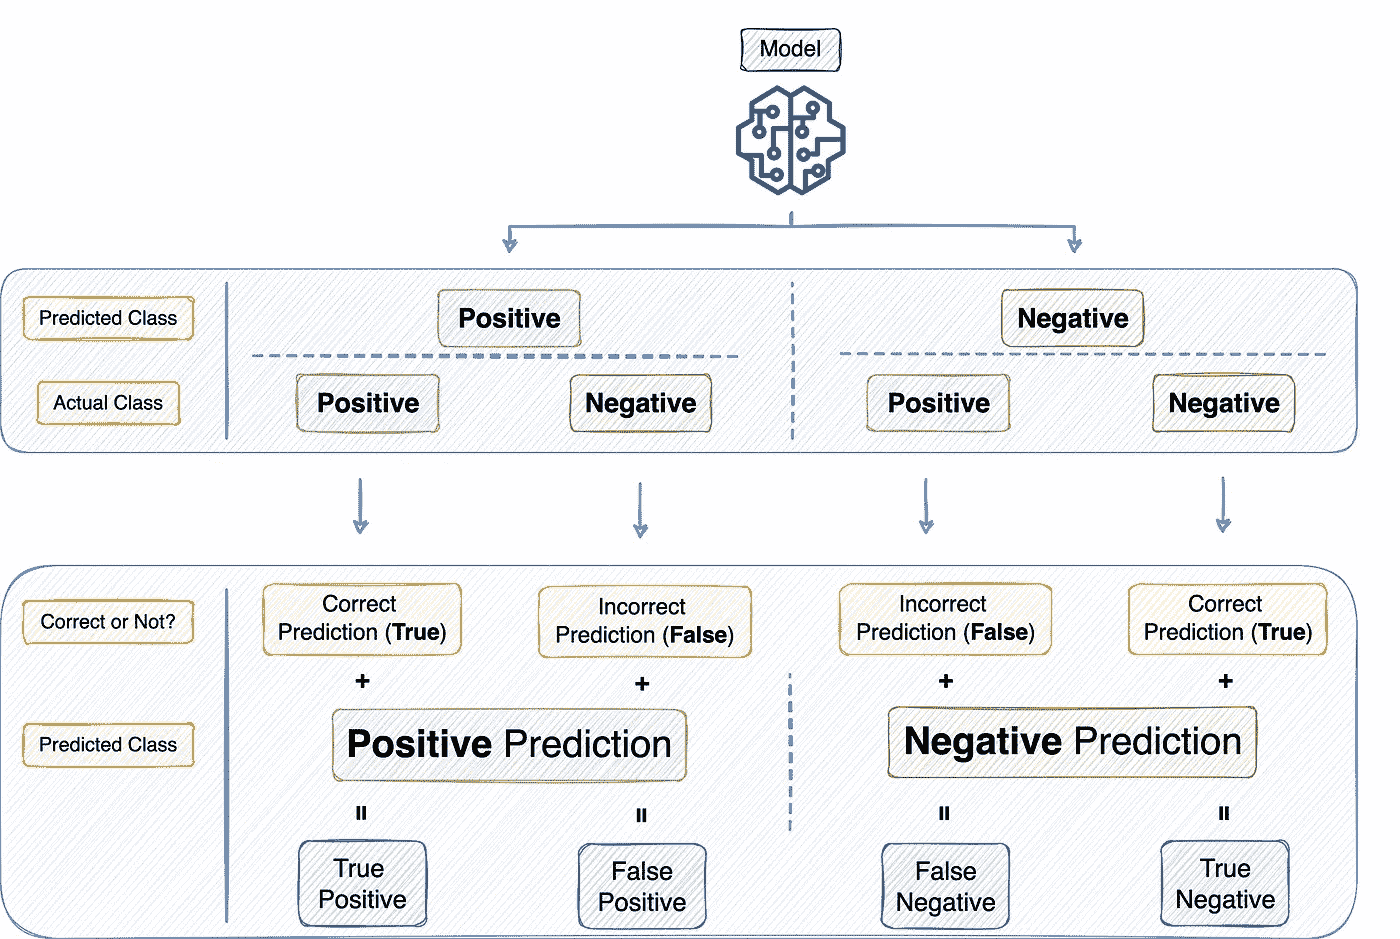 Model
Predicted Class
Positive
Negative
Actual Class
Positive
Negative
Positive
Negative
Correct or Not?
Correct
Prediction (True)
Incorrect
Prediction (False)
Incorrect
Prediction (False)
Correct
Prediction (True)
+
+
+
+
Predicted Class
Positive Prediction
Negative Prediction
=
=
=
=
True
Positive
False
Positive
False
Negative
True
Negative